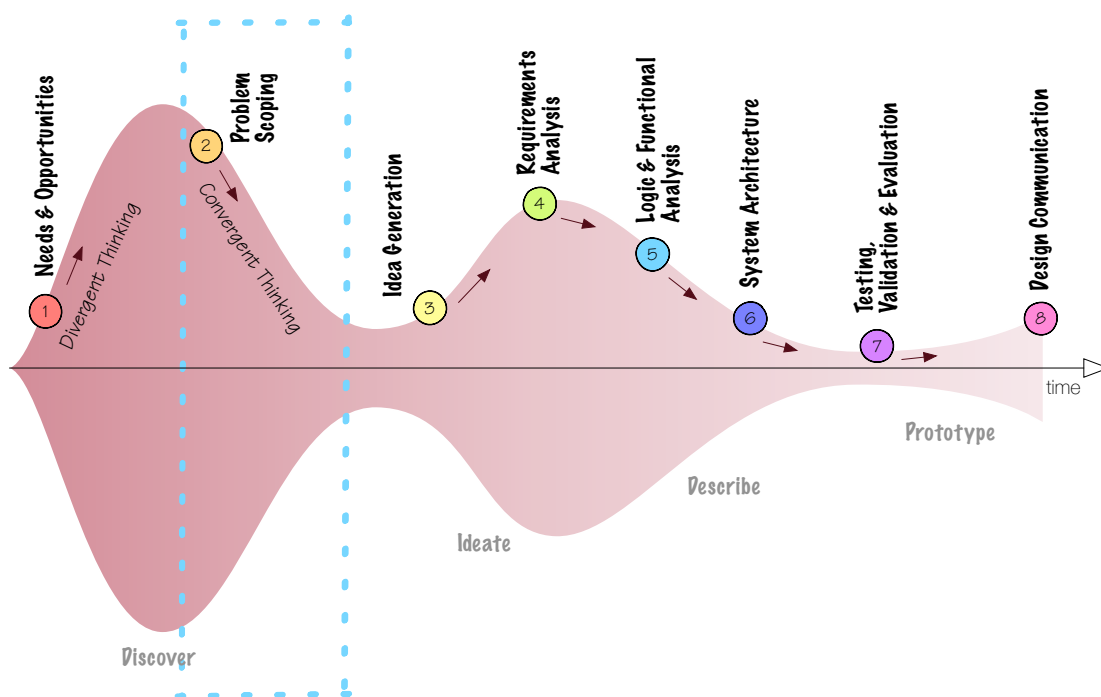 1
Needs & Opportunities
Divergent Thinking
2
Problem
Scoping
Convergent Thinking
3
Idea Generation
4
Requirements
Analysis
5
Logic & Functional
Analysis
6
System Architecture
7
Testing,
Validation & Evaluation
8
Design Communication
time
Discover
Ideate
Describe
Prototype